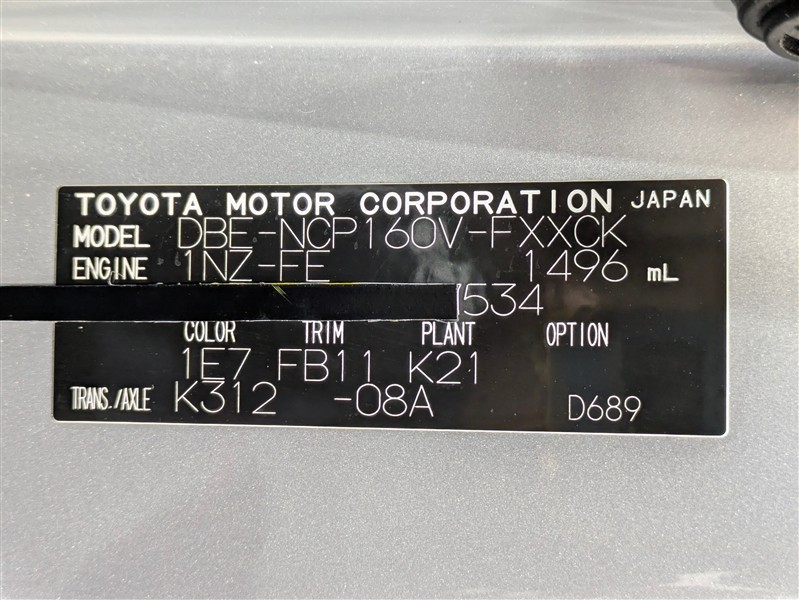 TOYOTA MOTOR CORPORATION JAPAN
MODEL DBE-NCP160V-FXXCK
ENGINE 1NZ-FE 1496 mL
534
COLOR TRIM PLANT OPTION
1E7 FB11 K21
TRANS./AXLE K312 -08A D689